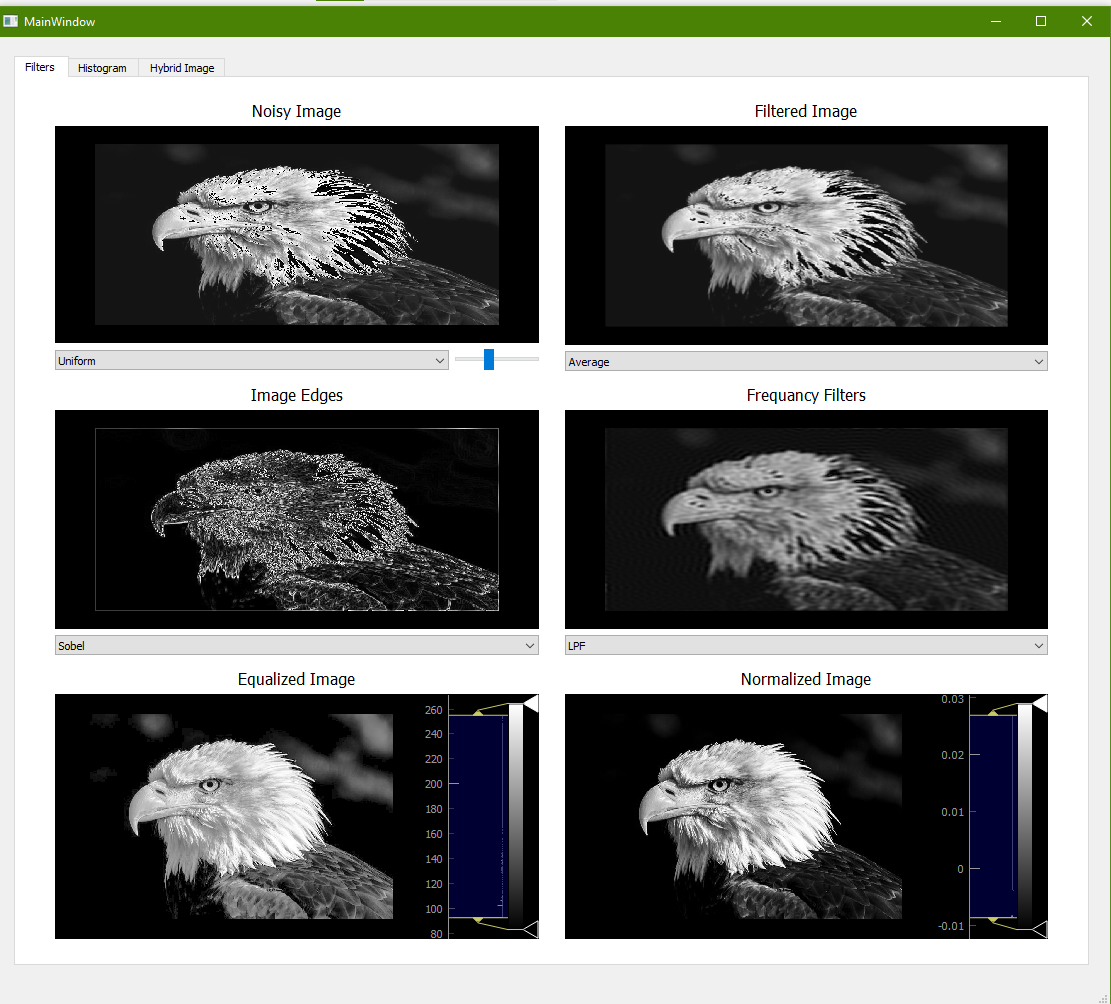 MainWindow
Filters
Histogram
Hybrid Image
Noisy Image
Filtered Image
Uniform
Average
Image Edges
Frequancy Filters
Sobel
LPF
Equalized Image
Normalized Image
260
240
220
200
180
160
140
120
100
80
0.03
0.02
0.01
0
-0.01